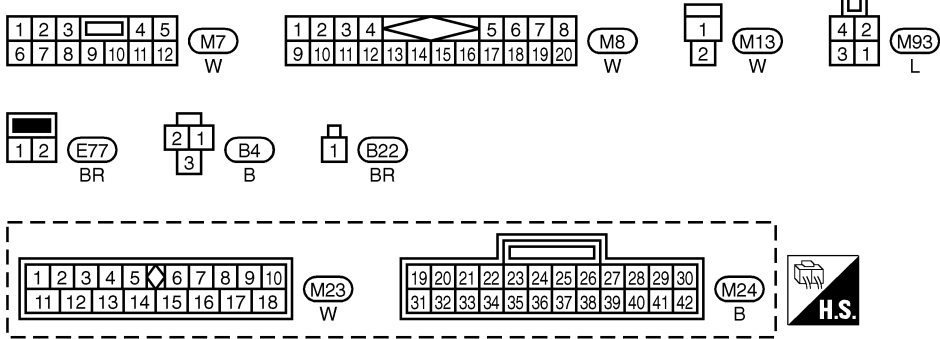 1 2 3 4 5
6 7 8 9 10 11 12
M7
W
1 2 3 4 5 6 7 8
9 10 11 12 13 14 15 16 17 18 19 20
M8
W
1
2
M13
W
4 2
3 1
M93
L
1 2
E77
BR
2 1
3
B4
B
1
B22
BR
1 2 3 4 5 6 7 8 9 10
11 12 13 14 15 16 17 18
M23
W
19 20 21 22 23 24 25 26 27 28 29 30
31 32 33 34 35 36 37 38 39 40 41 42
M24
B
H.S.